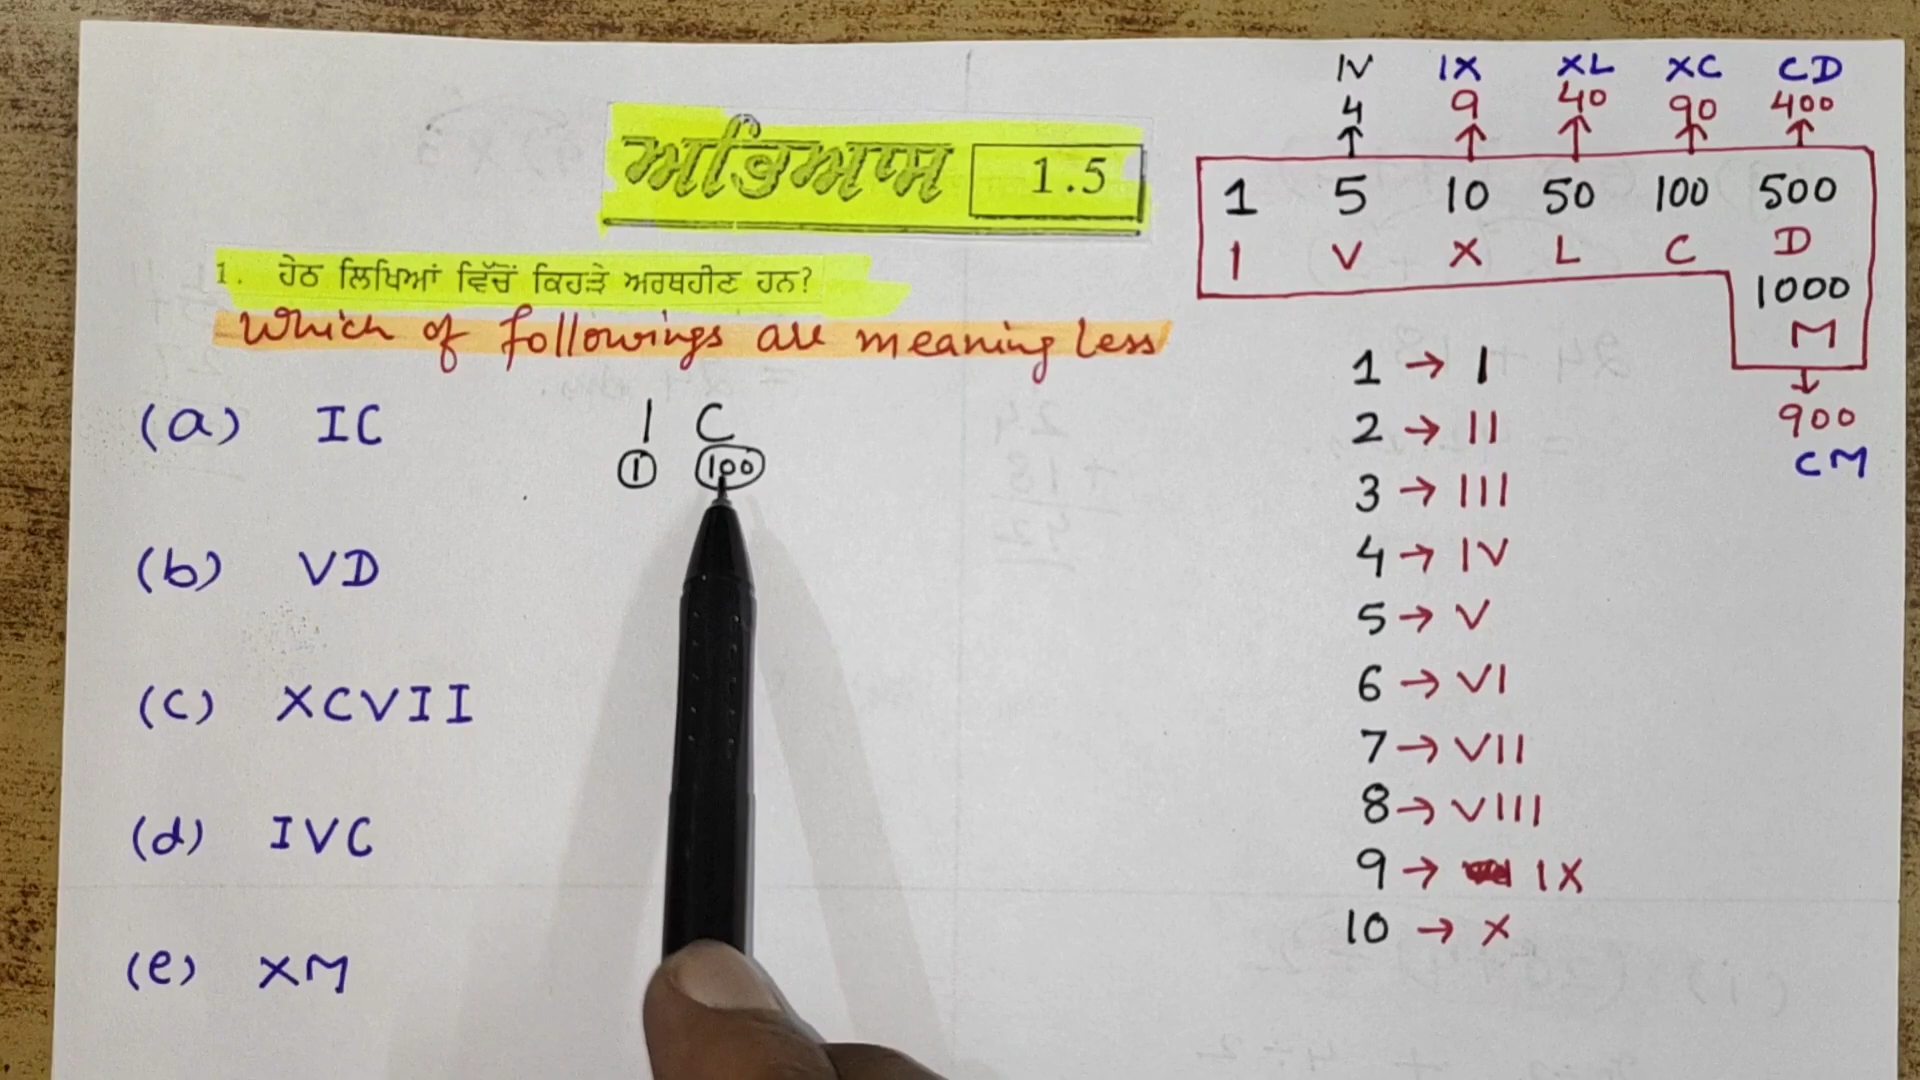 ਅਭਿਆਸ 1.5
1. ਹੇਠ ਲਿਖਿਆਂ ਵਿੱਚੋਂ ਕਿਹੜੇ ਅਰਥਹੀਣ ਹਨ?
Which of followings are meaning less
(a) IC
I C
1 100
(b) VD
(c) XCVII
(d) IVC
(e) XM
IV IX XL XC CD
4 9 40 90 400
↑ ↑ ↑ ↑ ↑
1 5 10 50 100 500
I V X L C D
1000
M
↓
900
CM
1 → I
2 → II
3 → III
4 → IV
5 → V
6 → VI
7 → VII
8 → VIII
9 → IX
10 → X